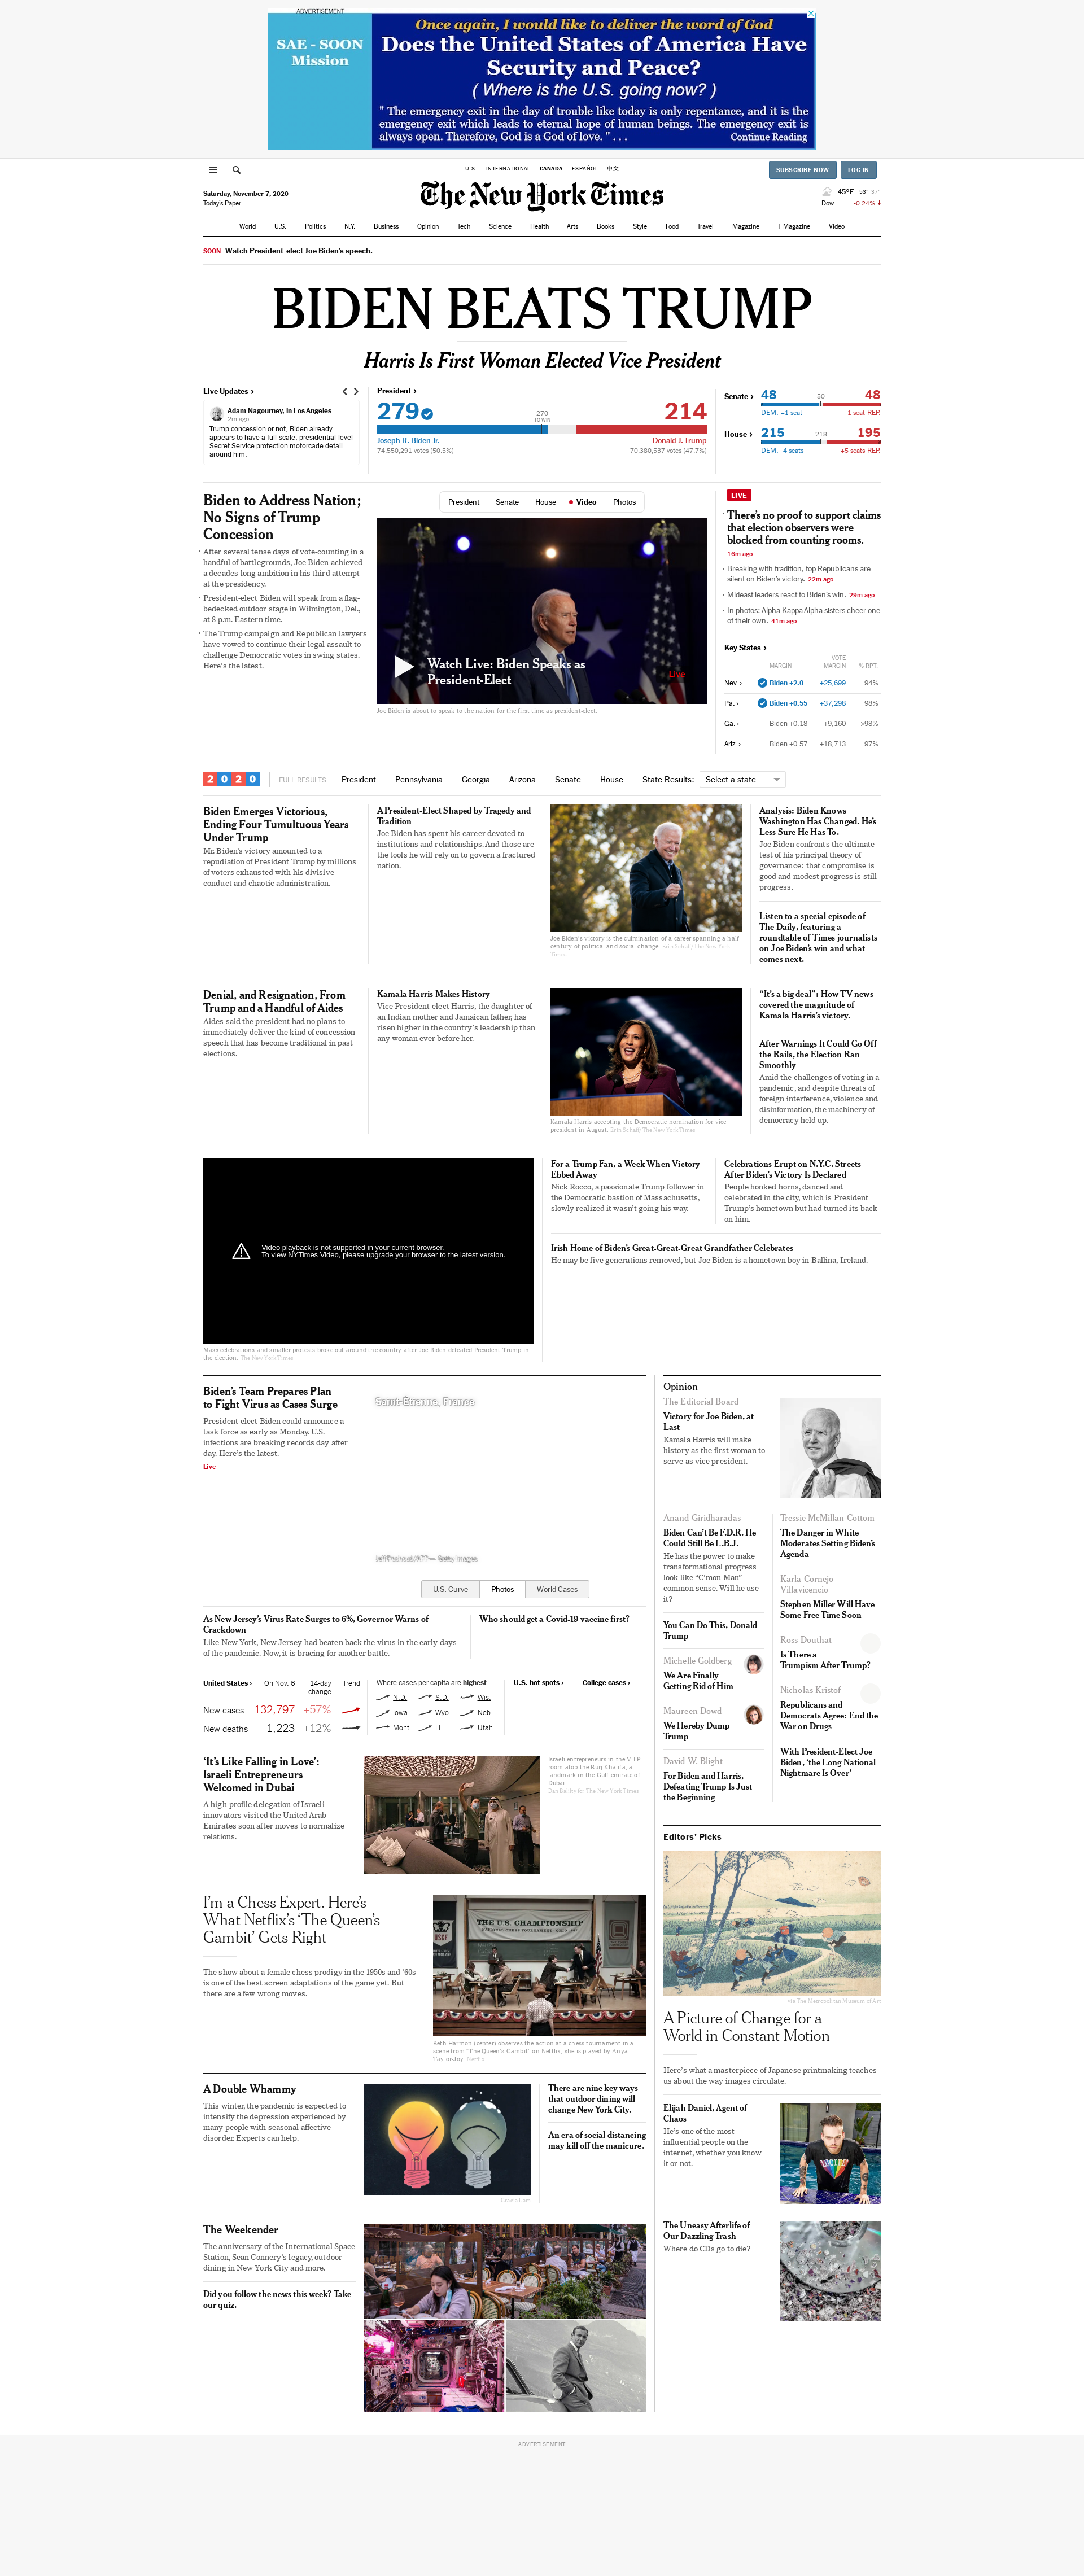 ADVERTISEMENT
SAE - SOON
Mission
Once again, I would like to deliver the word of God
Does the United States of America Have
Security and Peace?
( Where is the U.S. going now? )
" The emergency exit in the day of trouble like today is only repentance, and it is the
emergency exit which leads to eternal hope of human beings. The emergency exit is
always open. Therefore, God is a God of love. " . . .
Continue Reading
U.S.
INTERNATIONAL
CANADA
ESPAÑOL
中文
SUBSCRIBE NOW
LOG IN
Saturday, November 7, 2020
Today's Paper
The New York Times
45°F 53° 37°
Dow -0.24% ↓
World U.S. Politics N.Y. Business Opinion Tech Science Health Arts Books Style Food Travel Magazine T Magazine Video
SOON Watch President-elect Joe Biden's speech.
BIDEN BEATS TRUMP
Harris Is First Woman Elected Vice President
Live Updates ›
Adam Nagourney, in Los Angeles
2m ago
Trump concession or not, Biden already
appears to have a full-scale, presidential-level
Secret Service protection motorcade detail
around him.
President ›
279
270
TO WIN
214
Joseph R. Biden Jr.
Donald J. Trump
74,550,291 votes (50.5%)
70,380,537 votes (47.7%)
Senate ›
48 50 48
DEM. +1 seat -1 seat REP.
House ›
215 218 195
DEM. -4 seats +5 seats REP.
Biden to Address Nation;
No Signs of Trump
Concession
• After several tense days of vote-counting in a
handful of battlegrounds, Joe Biden achieved
a decades-long ambition in his third attempt
at the presidency.
• President-elect Biden will speak from a flag-
bedecked outdoor stage in Wilmington, Del.,
at 8 p.m. Eastern time.
• The Trump campaign and Republican lawyers
have vowed to continue their legal assault to
challenge Democratic votes in swing states.
Here's the latest.
President Senate House Video Photos
Watch Live: Biden Speaks as
President-Elect
Live
Joe Biden is about to speak to the nation for the first time as president-elect.
LIVE
• There's no proof to support claims
that election observers were
blocked from counting rooms.
16m ago
• Breaking with tradition, top Republicans are
silent on Biden's victory. 22m ago
• Mideast leaders react to Biden's win. 29m ago
• In photos: Alpha Kappa Alpha sisters cheer one
of their own. 41m ago
Key States ›
MARGIN VOTE MARGIN % RPT.
Nev. › Biden +2.0 +25,699 94%
Pa. › Biden +0.55 +37,298 98%
Ga. › Biden +0.18 +9,160 >98%
Ariz. › Biden +0.57 +18,713 97%
2020 FULL RESULTS President Pennsylvania Georgia Arizona Senate House State Results: Select a state
Biden Emerges Victorious,
Ending Four Tumultuous Years
Under Trump
Mr. Biden's victory amounted to a
repudiation of President Trump by millions
of voters exhausted with his divisive
conduct and chaotic administration.
A President-Elect Shaped by Tragedy and
Tradition
Joe Biden has spent his career devoted to
institutions and relationships. And those are
the tools he will rely on to govern a fractured
nation.
Joe Biden's victory is the culmination of a career spanning a half-
century of political and social change. Erin Schaff/The New York
Times
Analysis: Biden Knows
Washington Has Changed. He's
Less Sure He Has To.
Joe Biden confronts the ultimate
test of his principal theory of
governance: that compromise is
good and modest progress is still
progress.
Listen to a special episode of
The Daily, featuring a
roundtable of Times journalists
on Joe Biden's win and what
comes next.
Denial, and Resignation, From
Trump and a Handful of Aides
Aides said the president had no plans to
immediately deliver the kind of concession
speech that has become traditional in past
elections.
Kamala Harris Makes History
Vice President-elect Harris, the daughter of
an Indian mother and Jamaican father, has
risen higher in the country's leadership than
any woman ever before her.
Kamala Harris accepting the Democratic nomination for vice
president in August. Erin Schaff/The New York Times
“It's a big deal”: How TV news
covered the magnitude of
Kamala Harris's victory.
After Warnings It Could Go Off
the Rails, the Election Ran
Smoothly
Amid the challenges of voting in a
pandemic, and despite threats of
foreign interference, violence and
disinformation, the machinery of
democracy held up.
Video playback is not supported in your current browser.
To view NYTimes Video, please upgrade your browser to the latest version.
Mass celebrations and smaller protests broke out around the country after Joe Biden defeated President Trump in
the election. The New York Times
For a Trump Fan, a Week When Victory
Ebbed Away
Nick Rocco, a passionate Trump follower in
the Democratic bastion of Massachusetts,
slowly realized it wasn't going his way.
Celebrations Erupt on N.Y.C. Streets
After Biden's Victory Is Declared
People honked horns, danced and
celebrated in the city, which is President
Trump's hometown but had turned its back
on him.
Irish Home of Biden's Great-Great-Great Grandfather Celebrates
He may be five generations removed, but Joe Biden is a hometown boy in Ballina, Ireland.
Biden's Team Prepares Plan
to Fight Virus as Cases Surge
President-elect Biden could announce a
task force as early as Monday. U.S.
infections are breaking records day after
day. Here's the latest.
Live
Saint-Étienne, France
Jeff Pachoud/AFP — Getty Images
U.S. Curve Photos World Cases
As New Jersey's Virus Rate Surges to 6%, Governor Warns of
Crackdown
Like New York, New Jersey had beaten back the virus in the early days
of the pandemic. Now, it is bracing for another battle.
Who should get a Covid-19 vaccine first?
United States › On Nov. 6 14-day change Trend
New cases 132,797 +57%
New deaths 1,223 +12%
Where cases per capita are highest
N.D. S.D. Wis.
Iowa Wyo. Neb.
Mont. Ill. Utah
U.S. hot spots ›
College cases ›
‘It's Like Falling in Love’:
Israeli Entrepreneurs
Welcomed in Dubai
A high-profile delegation of Israeli
innovators visited the United Arab
Emirates soon after moves to normalize
relations.
Israeli entrepreneurs in the V.I.P.
room atop the Burj Khalifa, a
landmark in the Gulf emirate of
Dubai.
Dan Balilty for The New York Times
I'm a Chess Expert. Here's
What Netflix's ‘The Queen's
Gambit’ Gets Right
The show about a female chess prodigy in the 1950s and '60s
is one of the best screen adaptations of the game yet. But
there are a few wrong moves.
THE U.S. CHAMPIONSHIP
USCF
Beth Harmon (center) observes the action at a chess tournament in a
scene from "The Queen's Gambit" on Netflix; she is played by Anya
Taylor-Joy. Netflix
A Double Whammy
This winter, the pandemic is expected to
intensify the depression experienced by
many people with seasonal affective
disorder. Experts can help.
Gracia Lam
There are nine key ways
that outdoor dining will
change New York City.
An era of social distancing
may kill off the manicure.
The Weekender
The anniversary of the International Space
Station, Sean Connery's legacy, outdoor
dining in New York City and more.
Did you follow the news this week? Take
our quiz.
Opinion
The Editorial Board
Victory for Joe Biden, at
Last
Kamala Harris will make
history as the first woman to
serve as vice president.
Anand Giridharadas
Biden Can't Be F.D.R. He
Could Still Be L.B.J.
He has the power to make
transformational progress
look like “C'mon Man”
common sense. Will he use
it?
You Can Do This, Donald
Trump
Michelle Goldberg
We Are Finally
Getting Rid of Him
Maureen Dowd
We Hereby Dump
Trump
David W. Blight
For Biden and Harris,
Defeating Trump Is Just
the Beginning
Tressie McMillan Cottom
The Danger in White
Moderates Setting Biden's
Agenda
Karla Cornejo
Villavicencio
Stephen Miller Will Have
Some Free Time Soon
Ross Douthat
Is There a
Trumpism After Trump?
Nicholas Kristof
Republicans and
Democrats Agree: End the
War on Drugs
With President-Elect Joe
Biden, ‘the Long National
Nightmare Is Over’
Editors' Picks
via The Metropolitan Museum of Art
A Picture of Change for a
World in Constant Motion
Here's what a masterpiece of Japanese printmaking teaches
us about the way images circulate.
Elijah Daniel, Agent of
Chaos
He's one of the most
influential people on the
internet, whether you know
it or not.
The Uneasy Afterlife of
Our Dazzling Trash
Where do CDs go to die?
ADVERTISEMENT